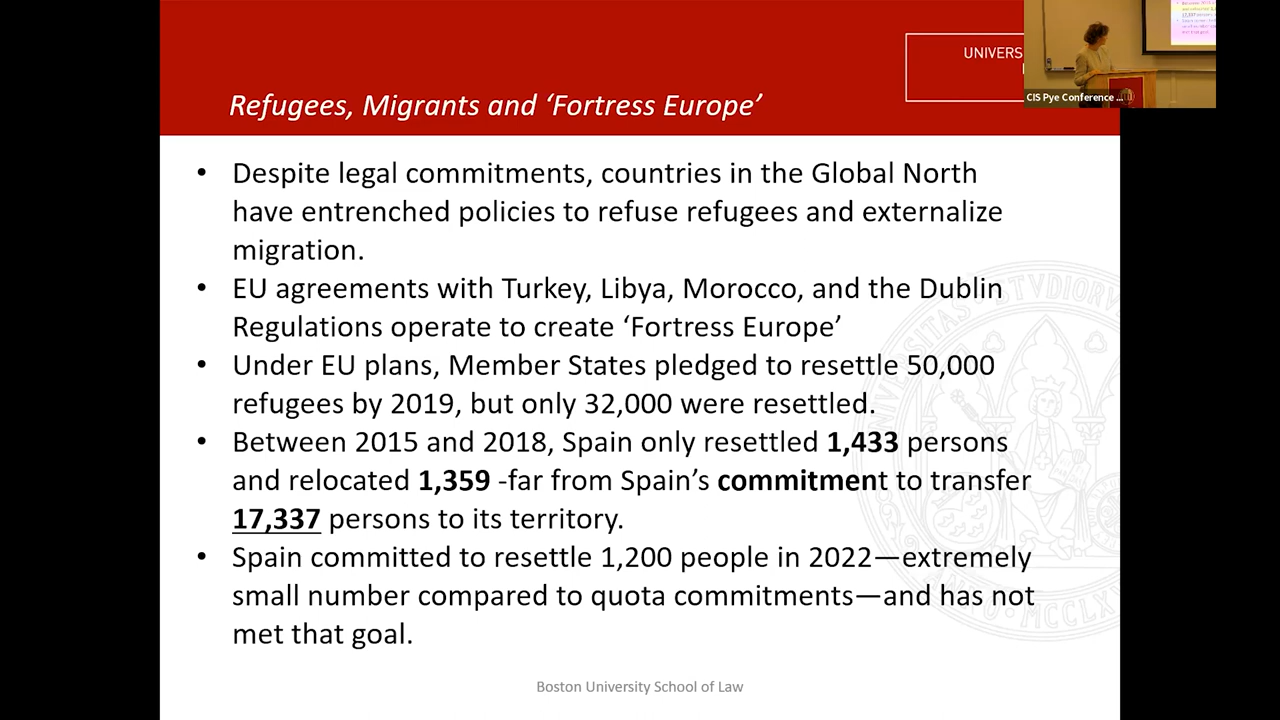 UNIVERS
Refugees, Migrants and ‘Fortress Europe’
CIS Pye Conference ...
• Despite legal commitments, countries in the Global North
have entrenched policies to refuse refugees and externalize
migration.
• EU agreements with Turkey, Libya, Morocco, and the Dublin
Regulations operate to create ‘Fortress Europe’
• Under EU plans, Member States pledged to resettle 50,000
refugees by 2019, but only 32,000 were resettled.
• Between 2015 and 2018, Spain only resettled 1,433 persons
and relocated 1,359 -far from Spain’s commitment to transfer
17,337 persons to its territory.
• Spain committed to resettle 1,200 people in 2022—extremely
small number compared to quota commitments—and has not
met that goal.
Boston University School of Law